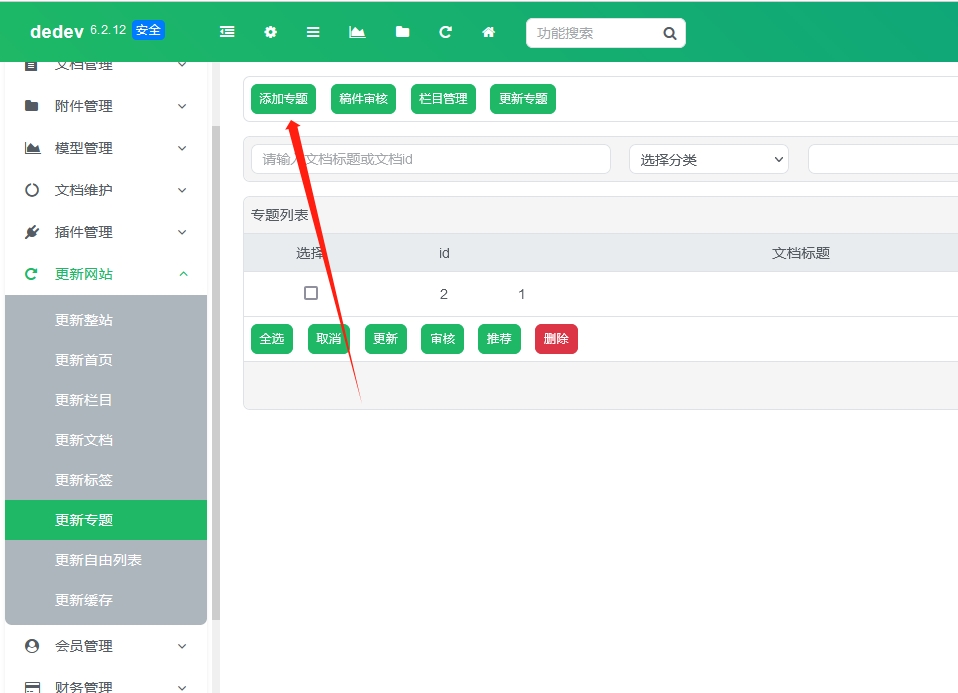 dedev 6.2.12 安全
功能搜索
文档管理
附件管理
模型管理
文档维护
插件管理
更新网站
更新整站
更新首页
更新栏目
更新文档
更新标签
更新专题
更新自由列表
更新缓存
会员管理
财务管理
添加专题 稿件审核 栏目管理 更新专题
请输入文档标题或文档id 选择分类
专题列表
选择 id 文档标题
2 1
全选 取消 更新 审核 推荐 删除